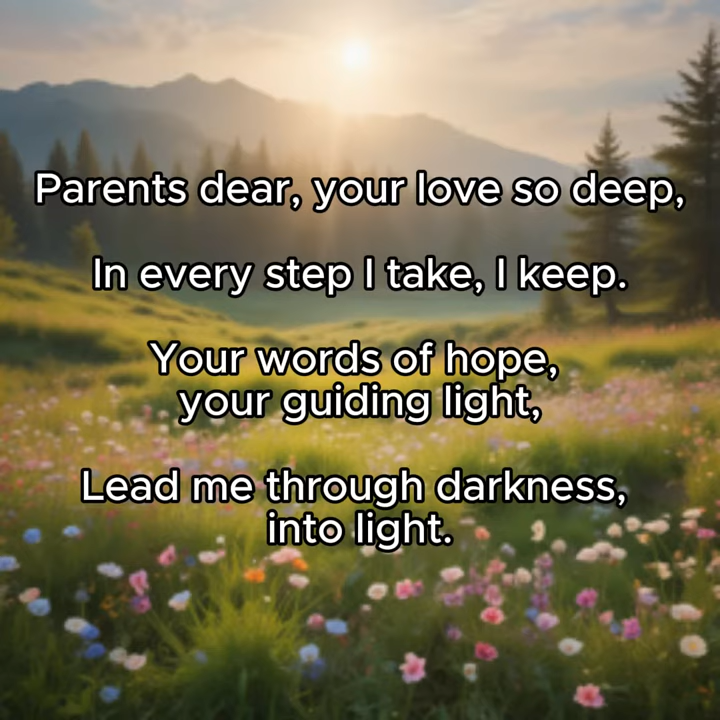 Parents dear, your love so deep,
In every step I take, I keep.
Your words of hope,
your guiding light,
Lead me through darkness,
into light.